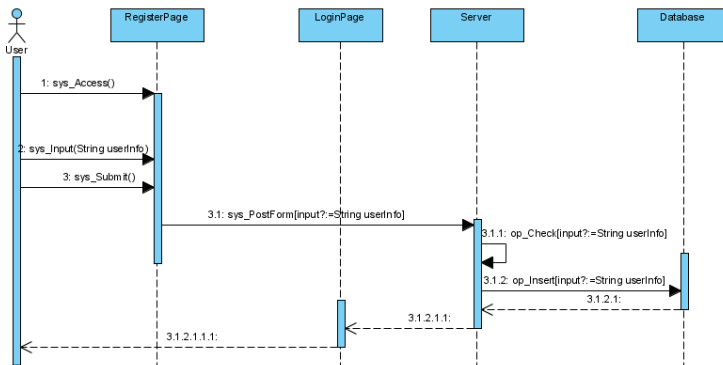 RegisterPage
LoginPage
Server
Database
User
1: sys_Access()
2: sys_Input(String userInfo)
3: sys_Submit()
3.1: sys_PostForm[input?:=String userInfo]
3.1.1: op_Check[input?:=String userInfo]
3.1.2: op_Insert[input?:=String userInfo]
3.1.2.1:
3.1.2.1.1:
3.1.2.1.1.1: